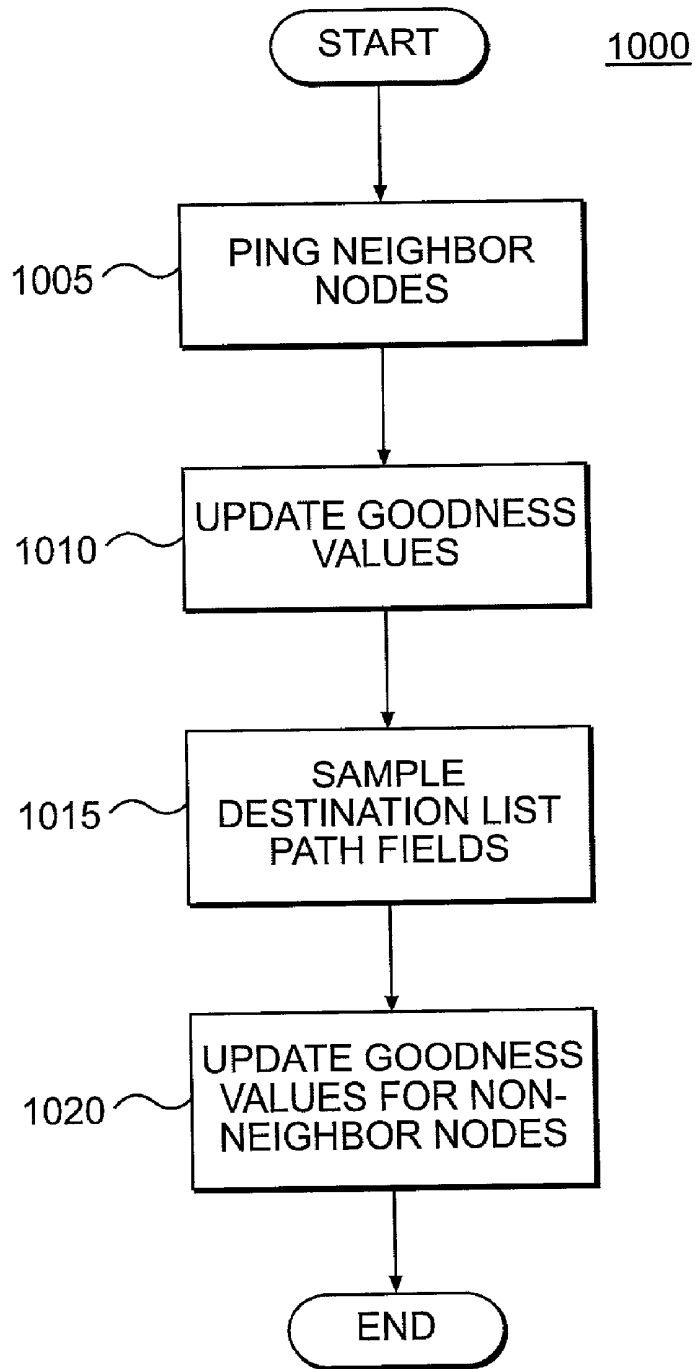 START
1000
1005
PING NEIGHBOR
NODES
1010
UPDATE GOODNESS
VALUES
1015
SAMPLE
DESTINATION LIST
PATH FIELDS
1020
UPDATE GOODNESS
VALUES FOR NON-
NEIGHBOR NODES
END